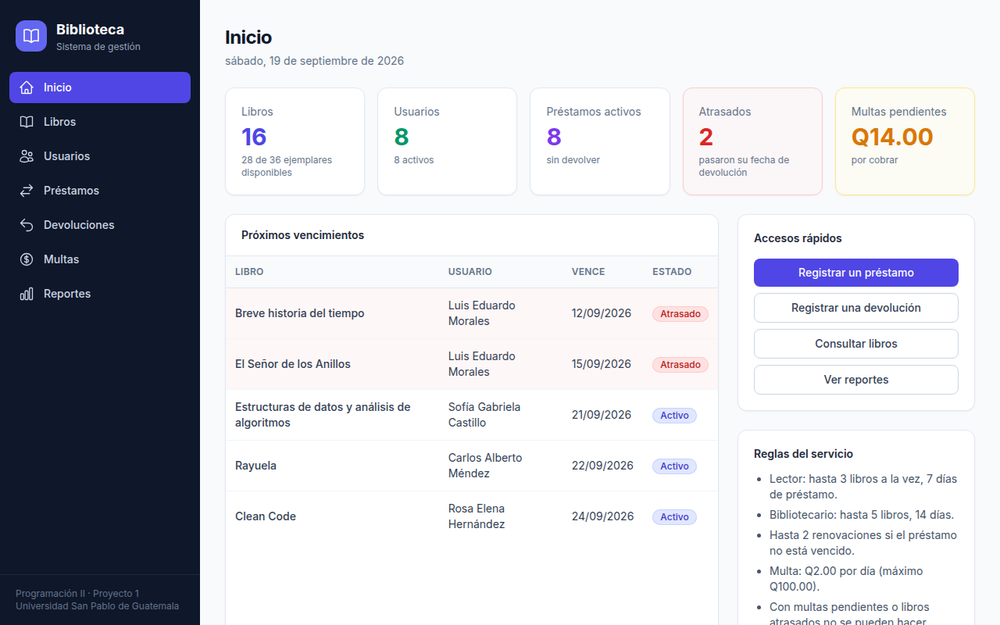 Biblioteca
Sistema de gestión
Inicio
Libros
Usuarios
Préstamos
Devoluciones
Multas
Reportes
Programación II · Proyecto 1
Universidad San Pablo de Guatemala
Inicio
sábado, 19 de septiembre de 2026
Libros
16
28 de 36 ejemplares
disponibles
Usuarios
8
8 activos
Préstamos activos
8
sin devolver
Atrasados
2
pasaron su fecha de
devolución
Multas pendientes
Q14.00
por cobrar
Próximos vencimientos
LIBRO USUARIO VENCE ESTADO
Breve historia del tiempo Luis Eduardo Morales 12/09/2026 Atrasado
El Señor de los Anillos Luis Eduardo Morales 15/09/2026 Atrasado
Estructuras de datos y análisis de algoritmos Sofía Gabriela Castillo 21/09/2026 Activo
Rayuela Carlos Alberto Méndez 22/09/2026 Activo
Clean Code Rosa Elena Hernández 24/09/2026 Activo
Accesos rápidos
Registrar un préstamo
Registrar una devolución
Consultar libros
Ver reportes
Reglas del servicio
• Lector: hasta 3 libros a la vez, 7 días
de préstamo.
• Bibliotecario: hasta 5 libros, 14 días.
• Hasta 2 renovaciones si el préstamo
no está vencido.
• Multa: Q2.00 por día (máximo
Q100.00).
• Con multas pendientes o libros
atrasados no se pueden hacer